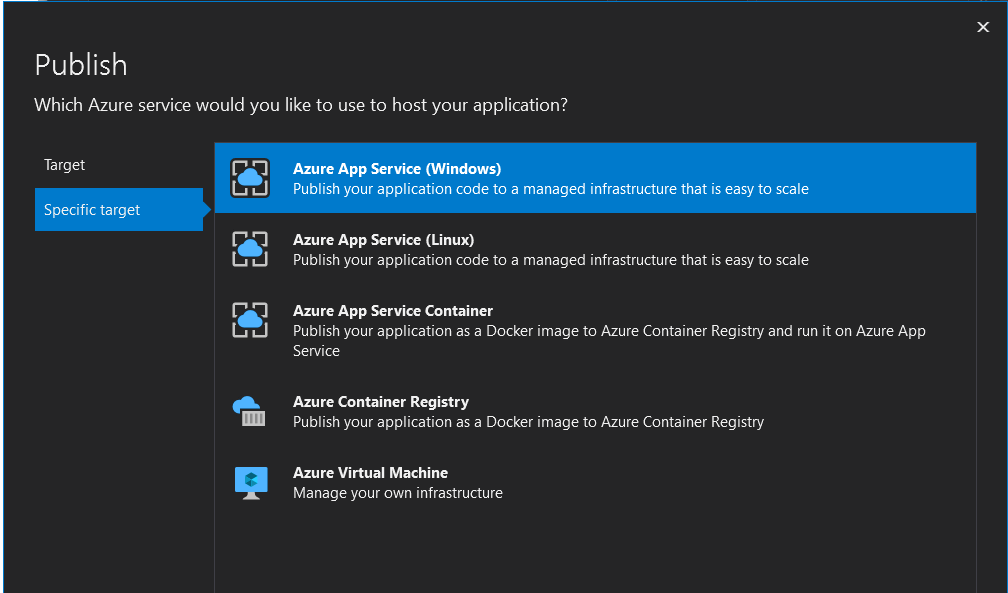 Publish
Which Azure service would you like to use to host your application?
Target
Specific target
Azure App Service (Windows)
Publish your application code to a managed infrastructure that is easy to scale
Azure App Service (Linux)
Publish your application code to a managed infrastructure that is easy to scale
Azure App Service Container
Publish your application as a Docker image to Azure Container Registry and run it on Azure App
Service
Azure Container Registry
Publish your application as a Docker image to Azure Container Registry
Azure Virtual Machine
Manage your own infrastructure